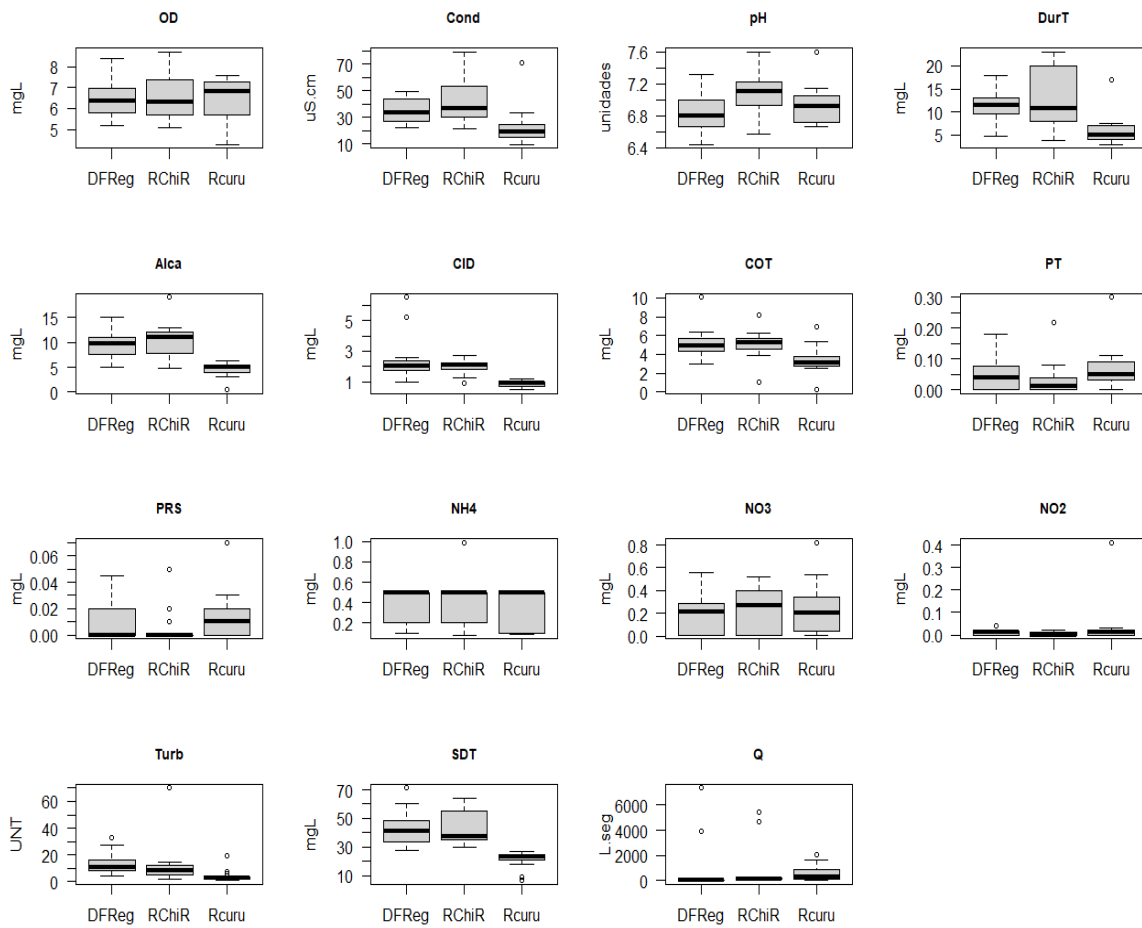 OD
mgL
8
7
6
5
DFReg RChiR Rcuru
Cond
uS.cm
70
50
30
10
DFReg RChiR Rcuru
pH
unidades
7.6
7.2
6.8
6.4
DFReg RChiR Rcuru
DurT
mgL
20
15
10
5
DFReg RChiR Rcuru
Alca
mgL
15
10
5
0
DFReg RChiR Rcuru
CID
mgL
5
3
1
DFReg RChiR Rcuru
COT
mgL
10
8
6
4
2
0
DFReg RChiR Rcuru
PT
mgL
0.30
0.20
0.10
0.00
DFReg RChiR Rcuru
PRS
mgL
0.06
0.04
0.02
0.00
DFReg RChiR Rcuru
NH4
mgL
1.0
0.8
0.6
0.4
0.2
DFReg RChiR Rcuru
NO3
mgL
0.8
0.6
0.4
0.2
0.0
DFReg RChiR Rcuru
NO2
mgL
0.4
0.3
0.2
0.1
0.0
DFReg RChiR Rcuru
Turb
UNT
60
40
20
10
0
DFReg RChiR Rcuru
SDT
mgL
70
50
30
10
DFReg RChiR Rcuru
Q
L.seg
6000
4000
2000
0
DFReg RChiR Rcuru